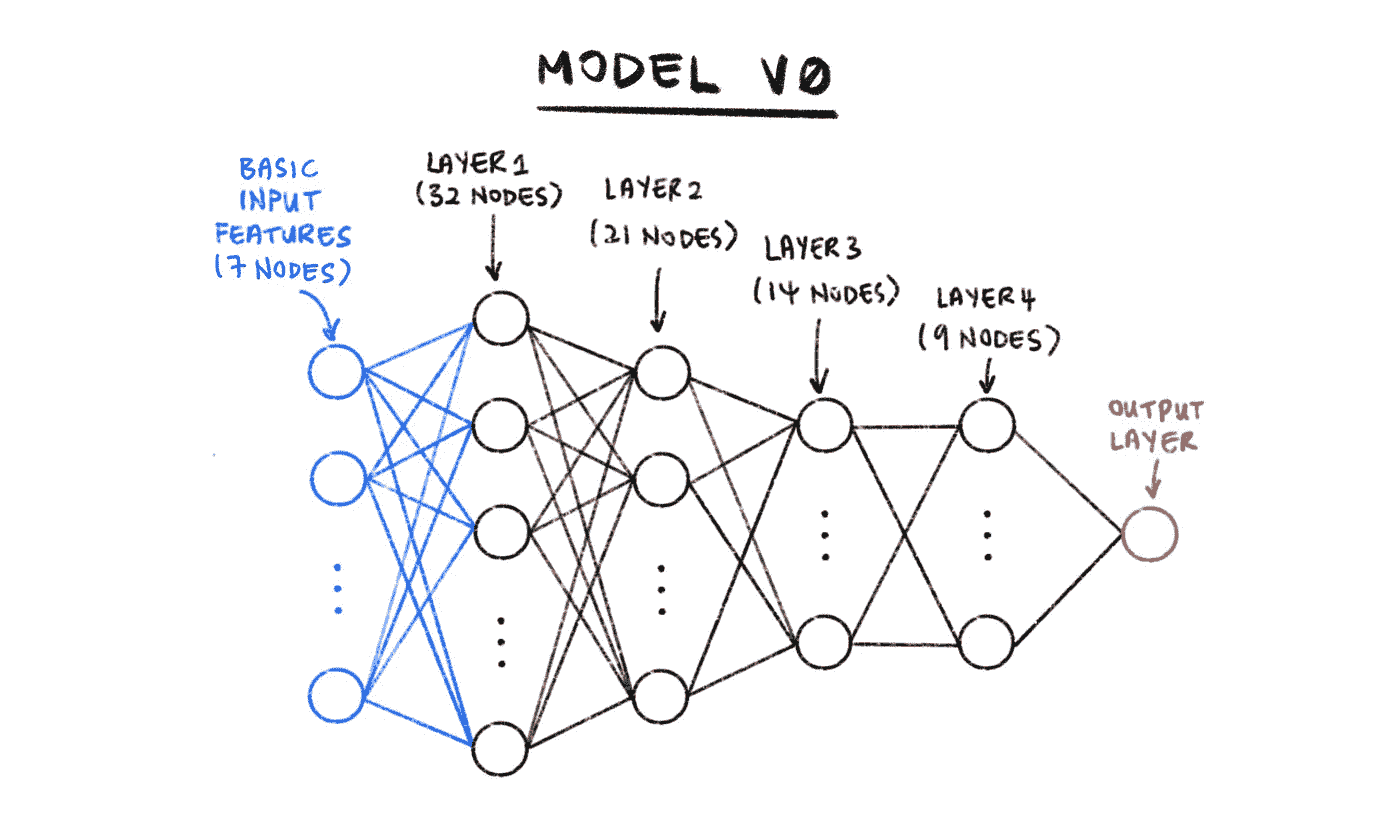 MODEL VØ
BASIC
INPUT
FEATURES
(7 NODES)
LAYER 1
(32 NODES)
LAYER 2
(21 NODES)
LAYER 3
(14 NODES)
LAYER 4
(9 NODES)
OUTPUT
LAYER